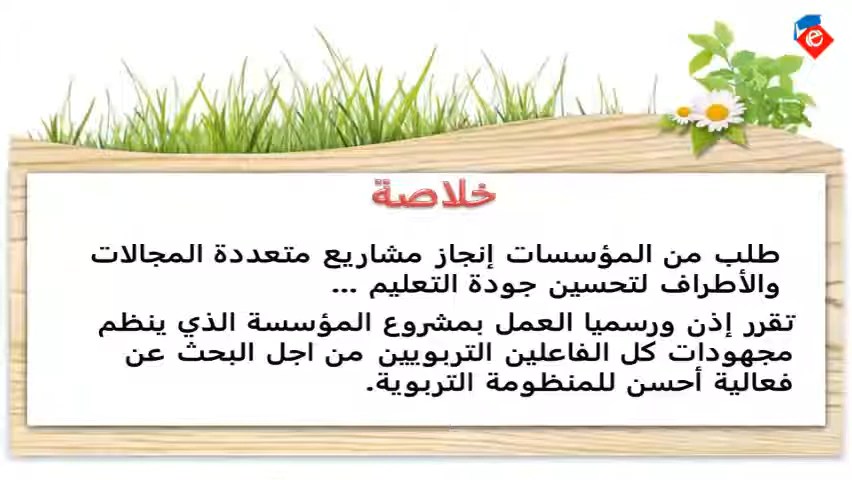 خلاصة
طلب من المؤسسات إنجاز مشاريع متعددة المجالات
والأطراف لتحسين جودة التعليم ...
تقرر إذن ورسميا العمل بمشروع المؤسسة الذي ينظم
مجهودات كل الفاعلين التربويين من اجل البحث عن
فعالية أحسن للمنظومة التربوية.
e